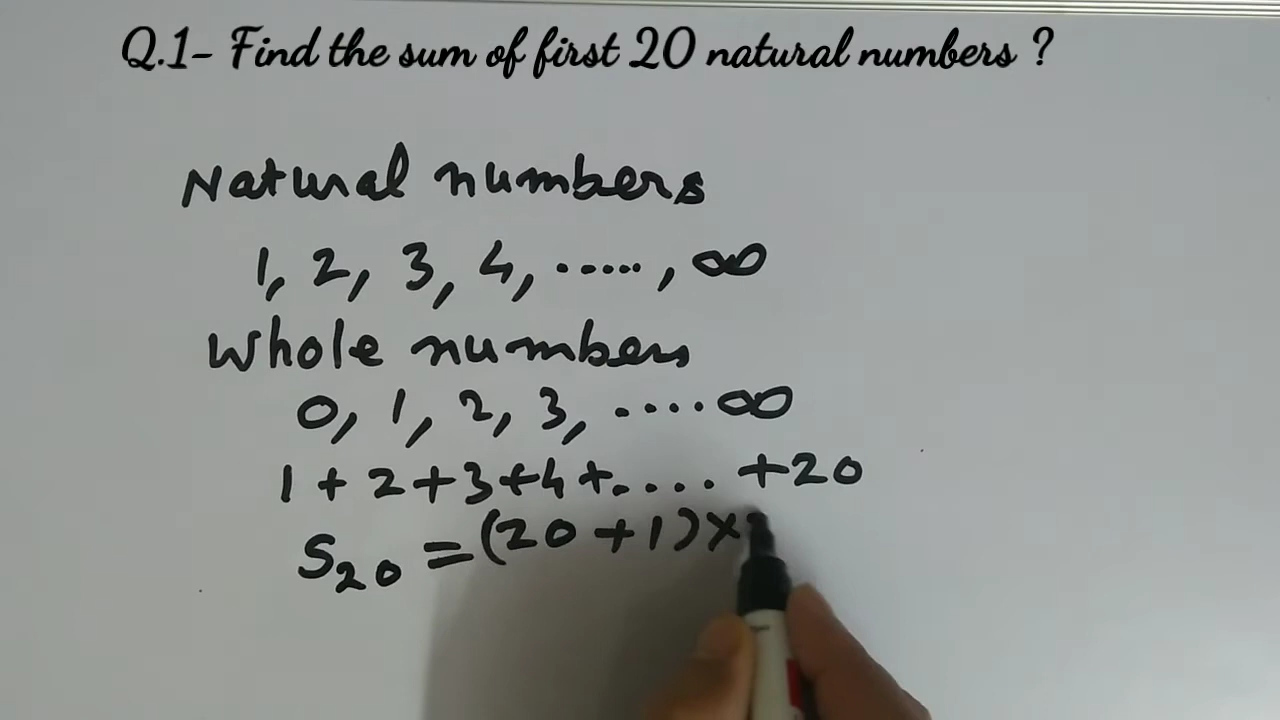 Q.1- Find the sum of first 20 natural numbers ?
Natural numbers
1, 2, 3, 4, ....., ∞
Whole numbers
0, 1, 2, 3, ....∞
1 + 2 + 3 + 4 + .... + 20
S₂₀ = (20 + 1) ×